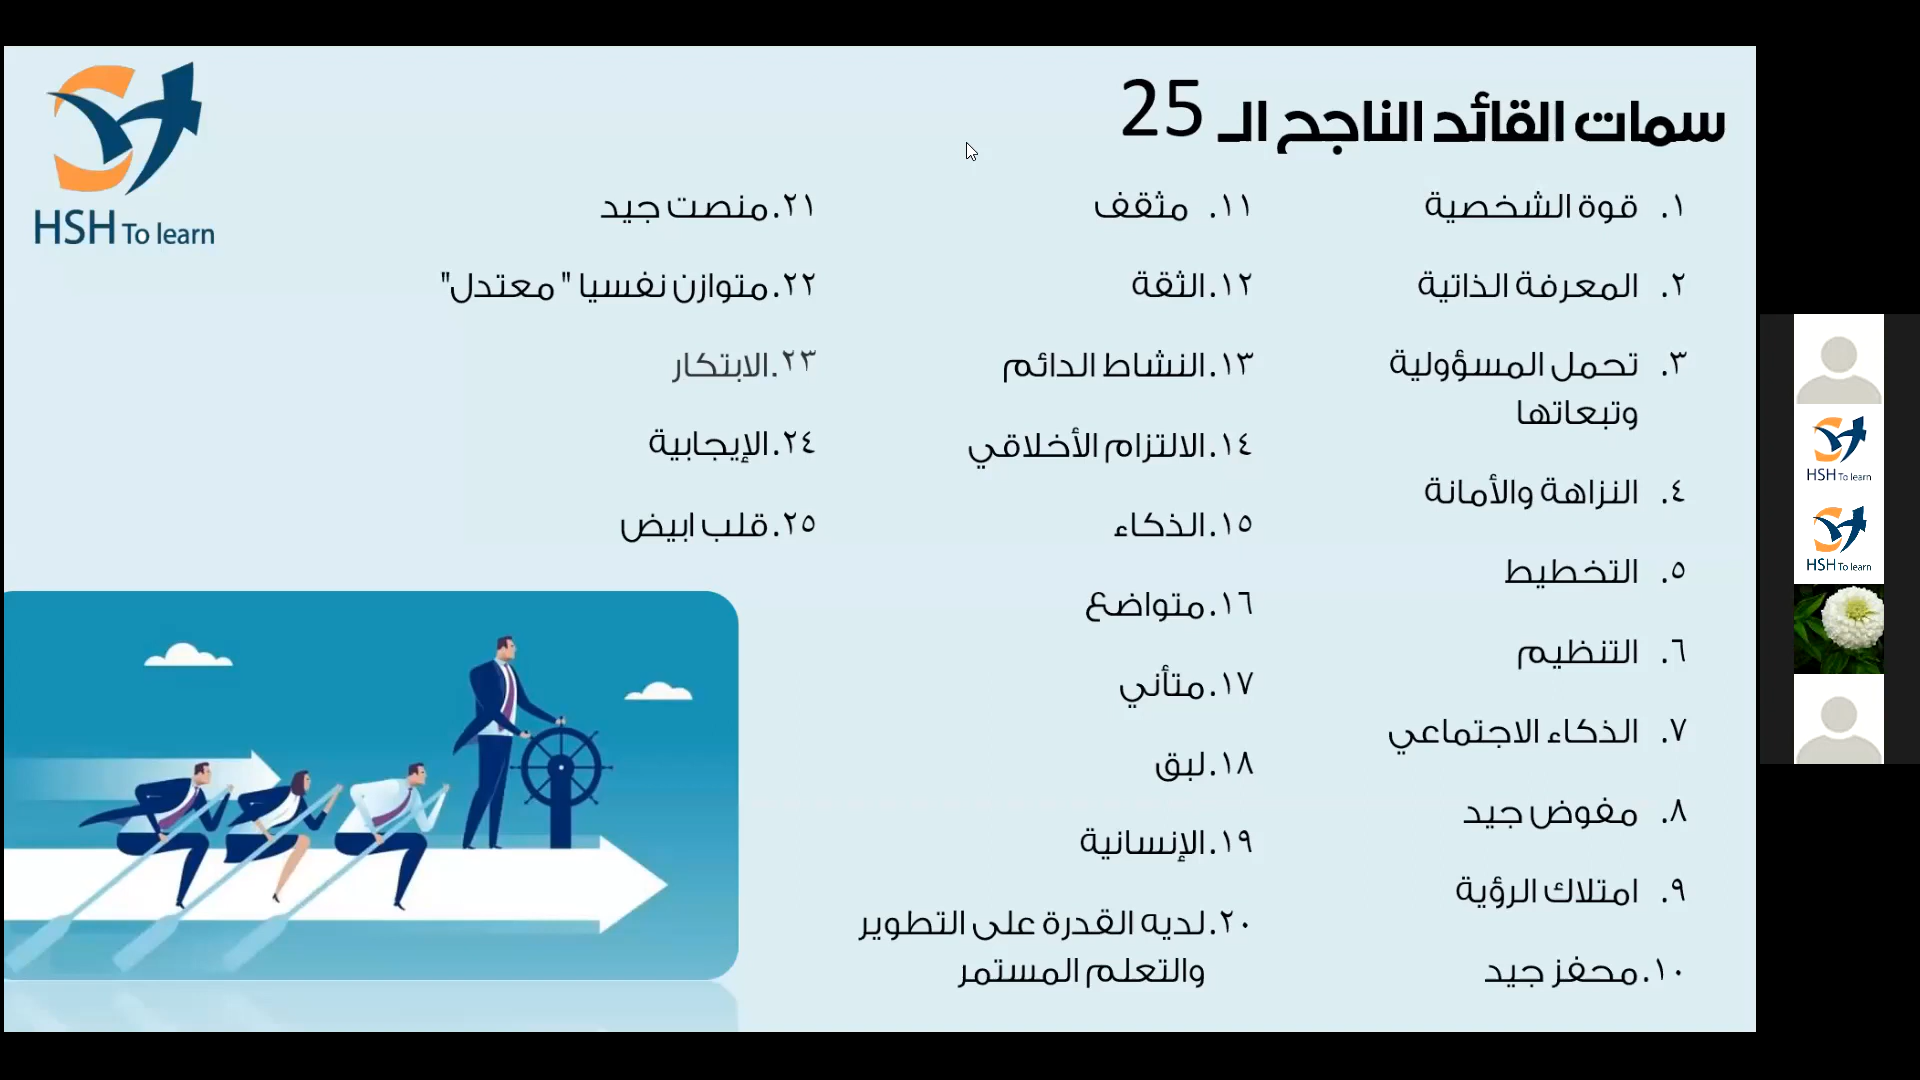 سمات القائد الناجح الـ 25
١. قوة الشخصية
٢. المعرفة الذاتية
٣. تحمل المسؤولية
وتبعاتها
٤. النزاهة والأمانة
٥. التخطيط
٦. التنظيم
٧. الذكاء الاجتماعي
٨. مفوض جيد
٩. امتلاك الرؤية
١٠. محفز جيد
١١. مثقف
١٢. الثقة
١٣. النشاط الدائم
١٤. الالتزام الأخلاقي
١٥. الذكاء
١٦. متواضع
١٧. متأني
١٨. لبق
١٩. الإنسانية
٢٠. لديه القدرة على التطوير
والتعلم المستمر
٢١. منصت جيد
٢٢. متوازن نفسيا " معتدل"
٢٣. الابتكار
٢٤. الإيجابية
٢٥. قلب ابيض
HSH To learn
HSH To learn
HSH To learn